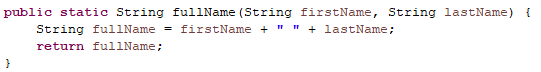 public static String fullName(String firstName, String lastName) {
    String fullName = firstName + " " + lastName;
    return fullName;
}